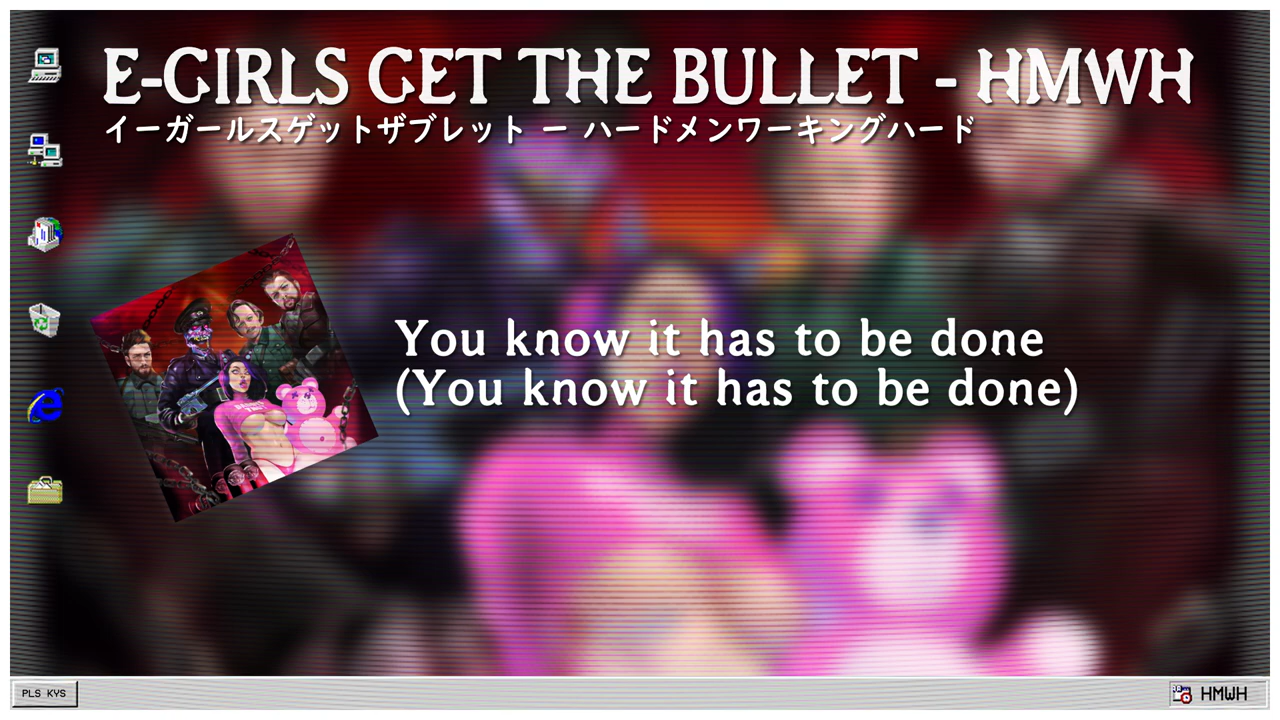 E-GIRLS GET THE BULLET - HMWH
イーガールスゲットザブレット ー ハードメンワーキングハード
You know it has to be done
(You know it has to be done)
PLS KYS
HMWH